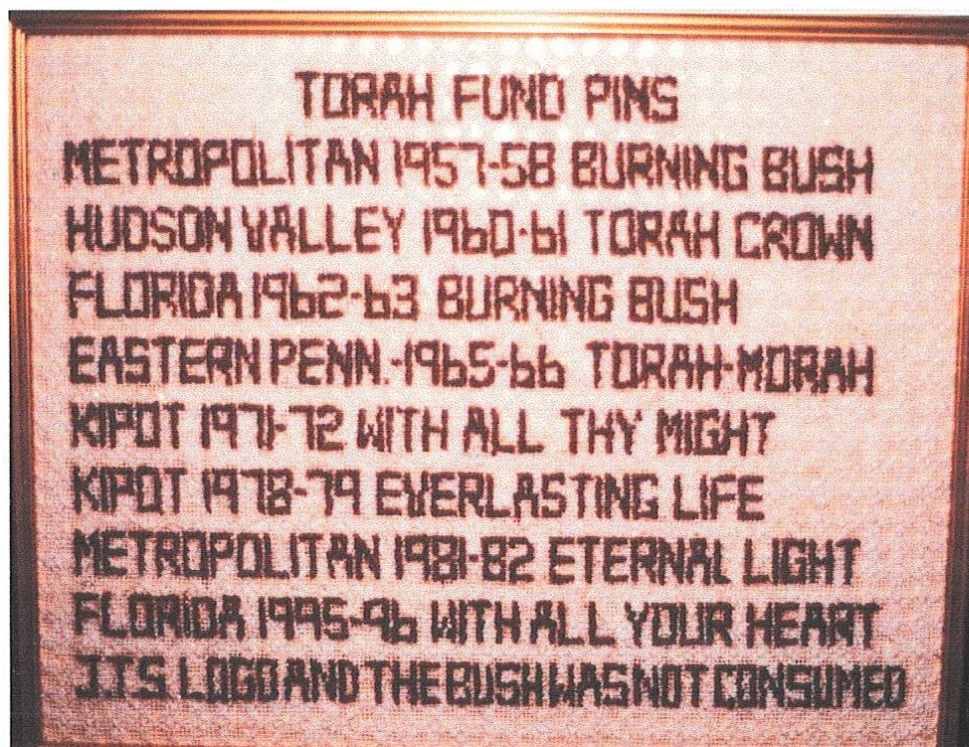 TORAH FUND PINS
METROPOLITAN 1957-58 BURNING BUSH
HUDSON VALLEY 1960-61 TORAH CROWN
FLORIDA 1962-63 BURNING BUSH
EASTERN PENN.-1965-66 TORAH-MORAH
KIPOT 1971-72 WITH ALL THY MIGHT
KIPOT 1978-79 EVERLASTING LIFE
METROPOLITAN 1981-82 ETERNAL LIGHT
FLORIDA 1995-96 WITH ALL YOUR HEART
J.T.S. LOGO AND THE BUSH WAS NOT CONSUMED